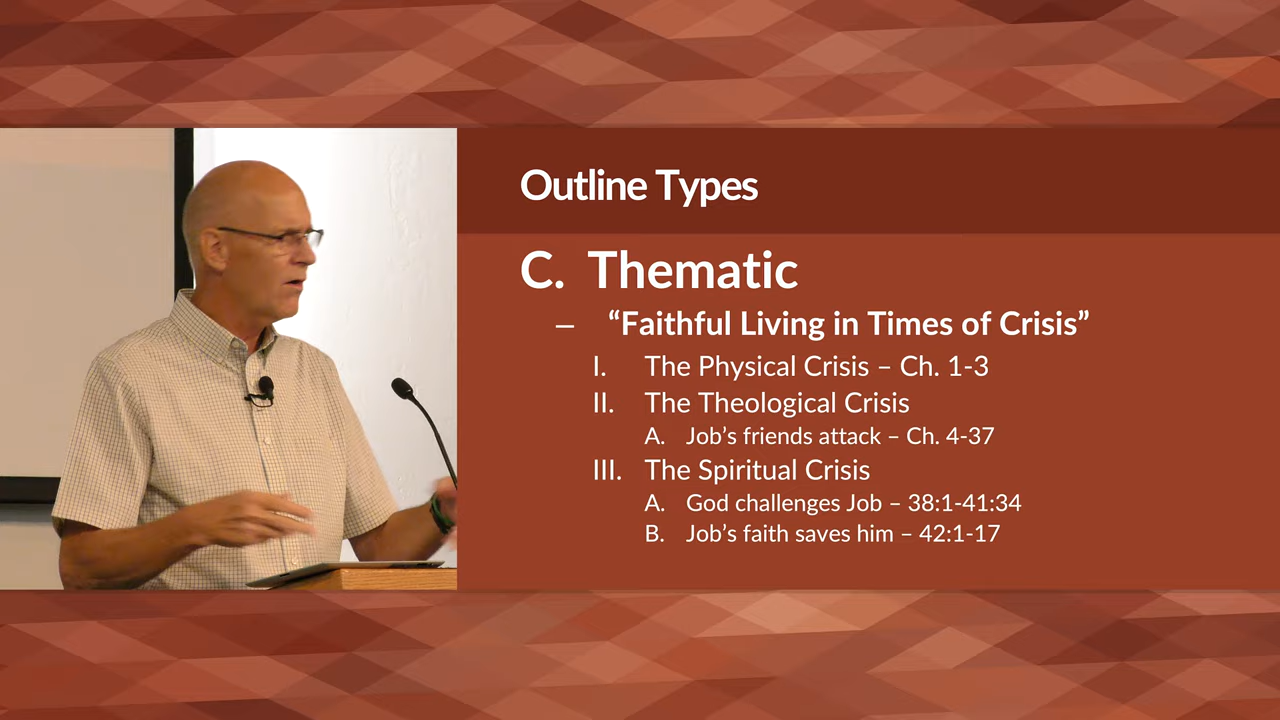 Outline Types
C. Thematic
– “Faithful Living in Times of Crisis”
I. The Physical Crisis – Ch. 1-3
II. The Theological Crisis
A. Job’s friends attack – Ch. 4-37
III. The Spiritual Crisis
A. God challenges Job – 38:1-41:34
B. Job’s faith saves him – 42:1-17